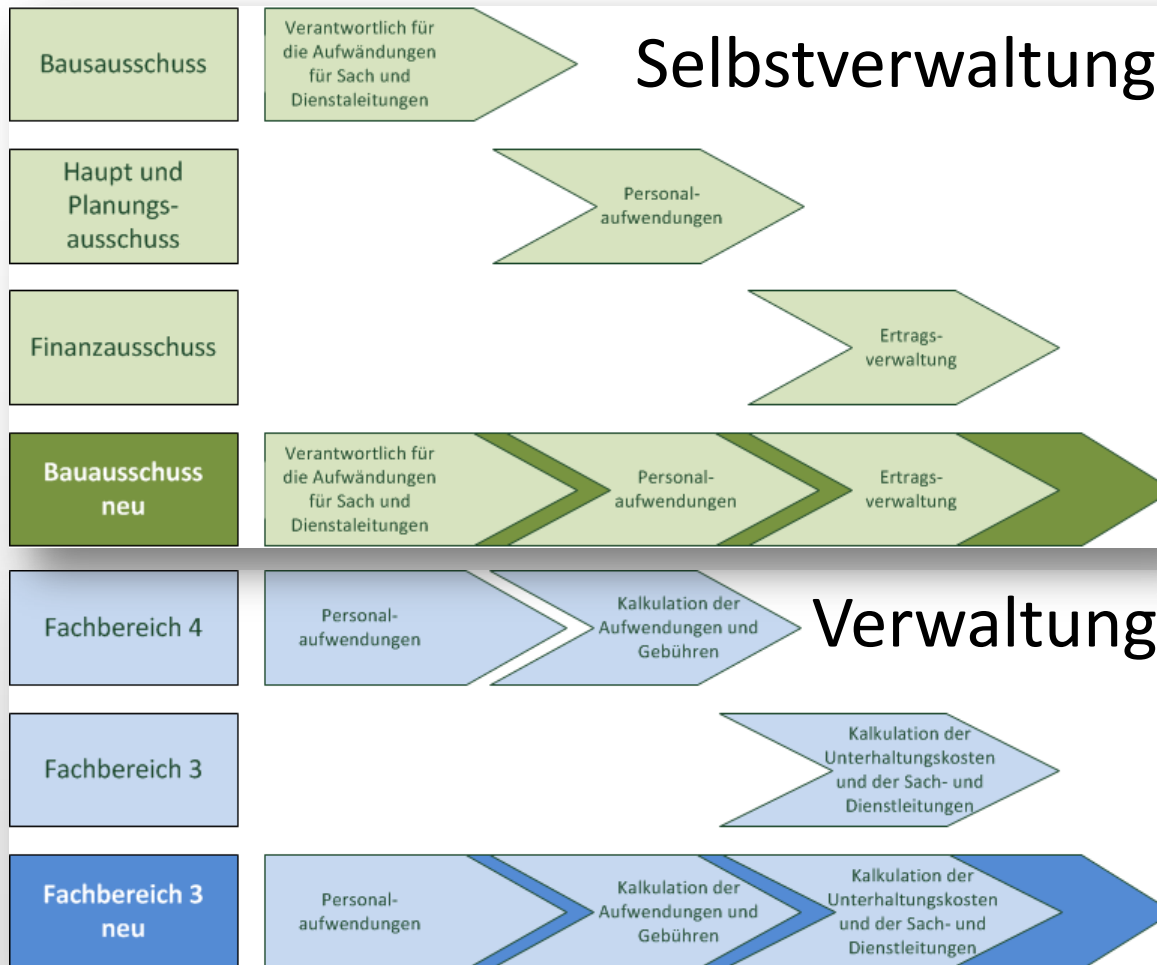 Bausausschuss
Verantwortlich für
die Aufwändungen
für Sach und
Dienstaleitungen
Selbstverwaltung
Haupt und
Planungs-
ausschuss
Personal-
aufwendungen
Finanzausschuss
Ertrags-
verwaltung
Bauausschuss
neu
Verantwortlich für
die Aufwändungen
für Sach und
Dienstaleitungen
Personal-
aufwendungen
Ertrags-
verwaltung
Fachbereich 4
Personal-
aufwendungen
Kalkulation der
Aufwendungen und
Gebühren
Verwaltung
Fachbereich 3
Kalkulation der
Unterhaltungskosten
und der Sach- und
Dienstleitungen
Fachbereich 3
neu
Personal-
aufwendungen
Kalkulation der
Aufwendungen und
Gebühren
Kalkulation der
Unterhaltungskosten
und der Sach- und
Dienstleitungen